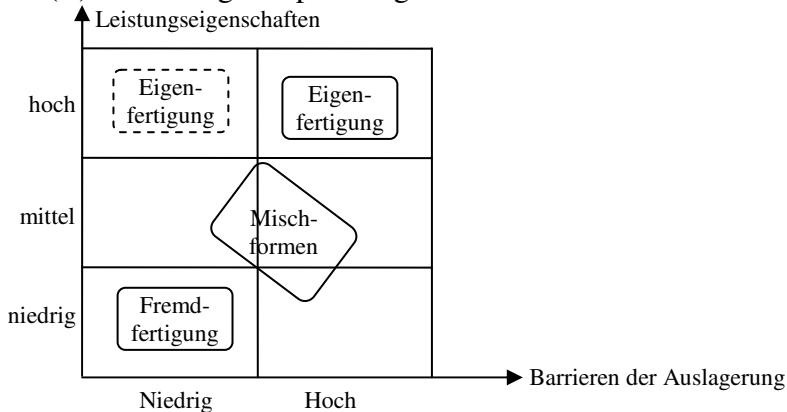 Leistungseigenschaften
hoch
Eigen-
fertigung
Eigen-
fertigung
mittel
Misch-
formen
niedrig
Fremd-
fertigung
Barrieren der Auslagerung
Niedrig
Hoch